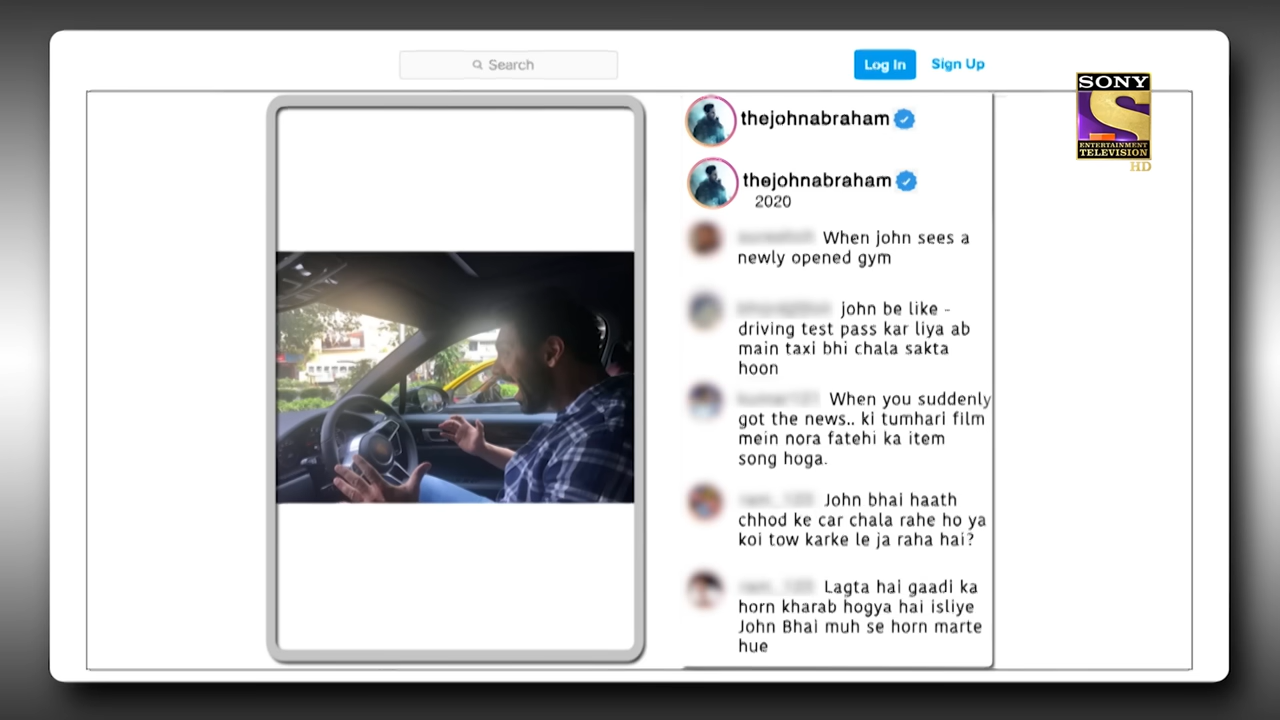 Search
Log In
Sign Up
SONY
ENTERTAINMENT
TELEVISION
HD
thejohnabraham
thejohnabraham
2020
When john sees a
newly opened gym
john be like -
driving test pass kar liya ab
main taxi bhi chala sakta
hoon
When you suddenly
got the news.. ki tumhari film
mein nora fatehi ka item
song hoga.
John bhai haath
chhod ke car chala rahe ho ya
koi tow karke le ja raha hai?
Lagta hai gaadi ka
horn kharab hogya hai isliye
John Bhai muh se horn marte
hue